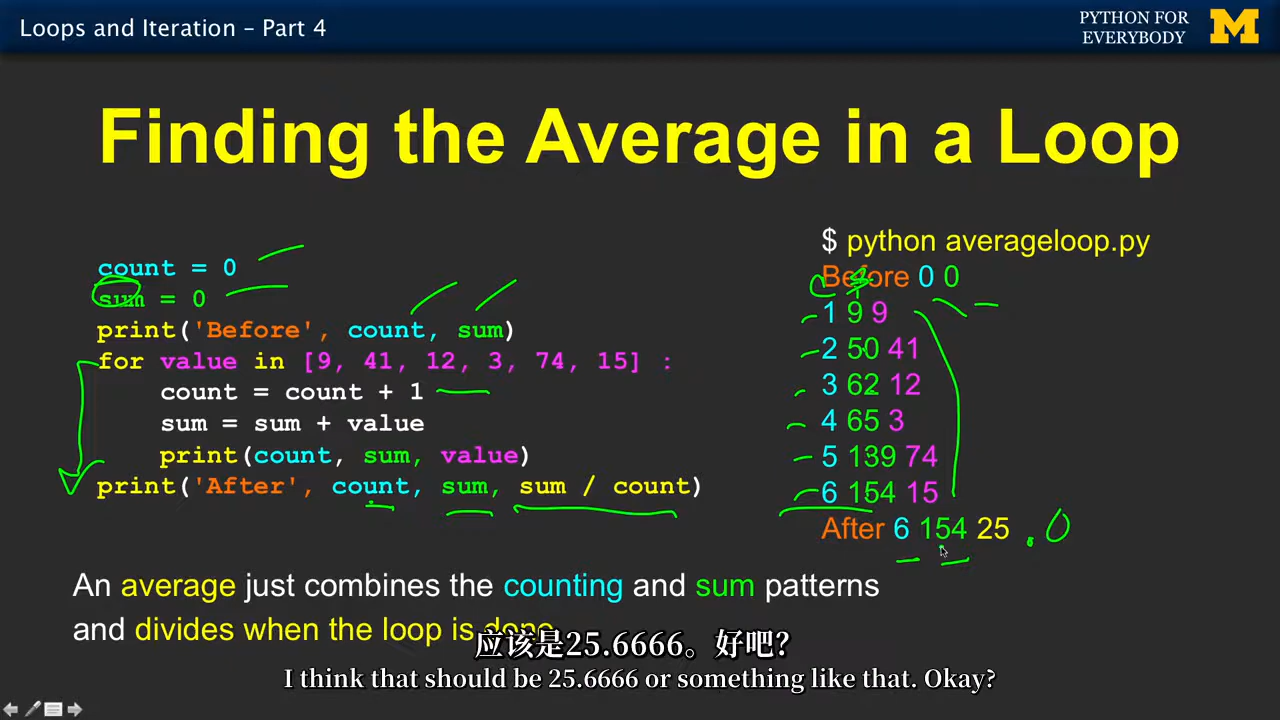 Loops and Iteration – Part 4
PYTHON FOR
EVERYBODY
M
Finding the Average in a Loop
count = 0
sum = 0
print('Before', count, sum)
for value in [9, 41, 12, 3, 74, 15] :
    count = count + 1
    sum = sum + value
    print(count, sum, value)
print('After', count, sum, sum / count)
$ python averageloop.py
Before 0 0
1 9 9
2 50 41
3 62 12
4 65 3
5 139 74
6 154 15
After 6 154 25 .0
An average just combines the counting and sum patterns
and divides when the loop is done.
应该是25.6666。好吧？
I think that should be 25.6666 or something like that. Okay?